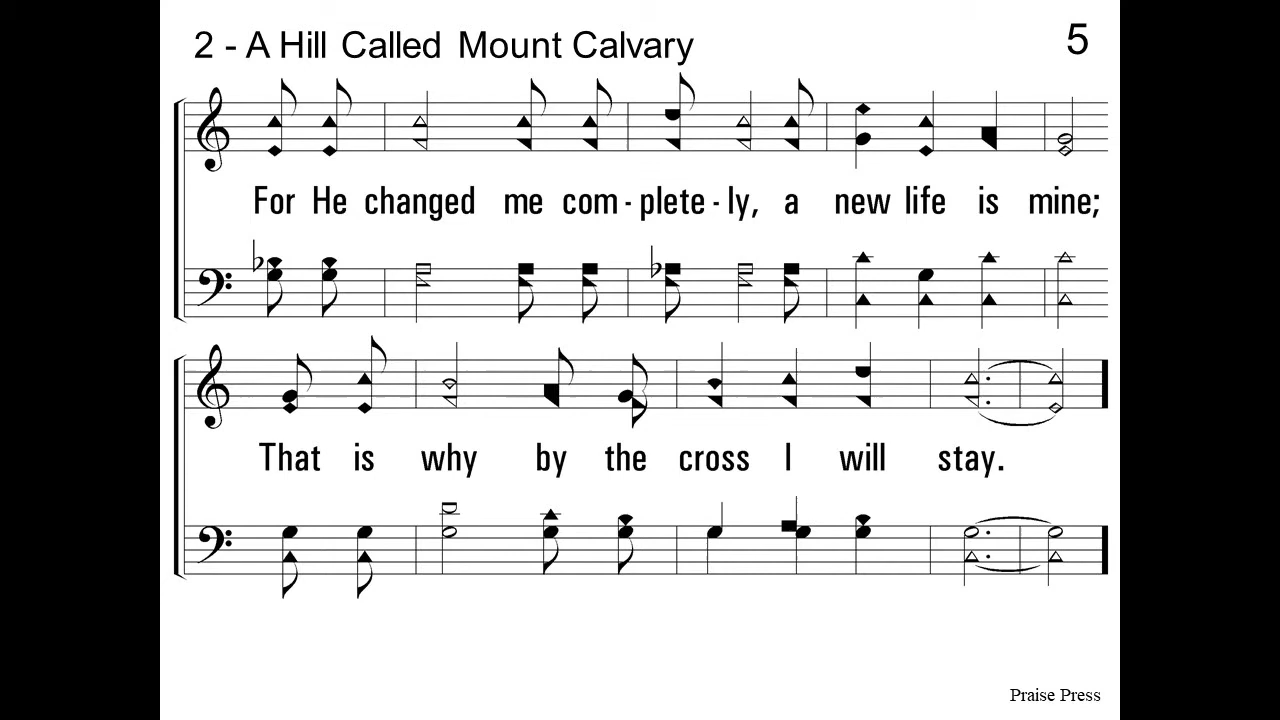 2 - A Hill Called Mount Calvary 5
For He changed me com - plete - ly, a new life is mine;
That is why by the cross I will stay.
Praise Press